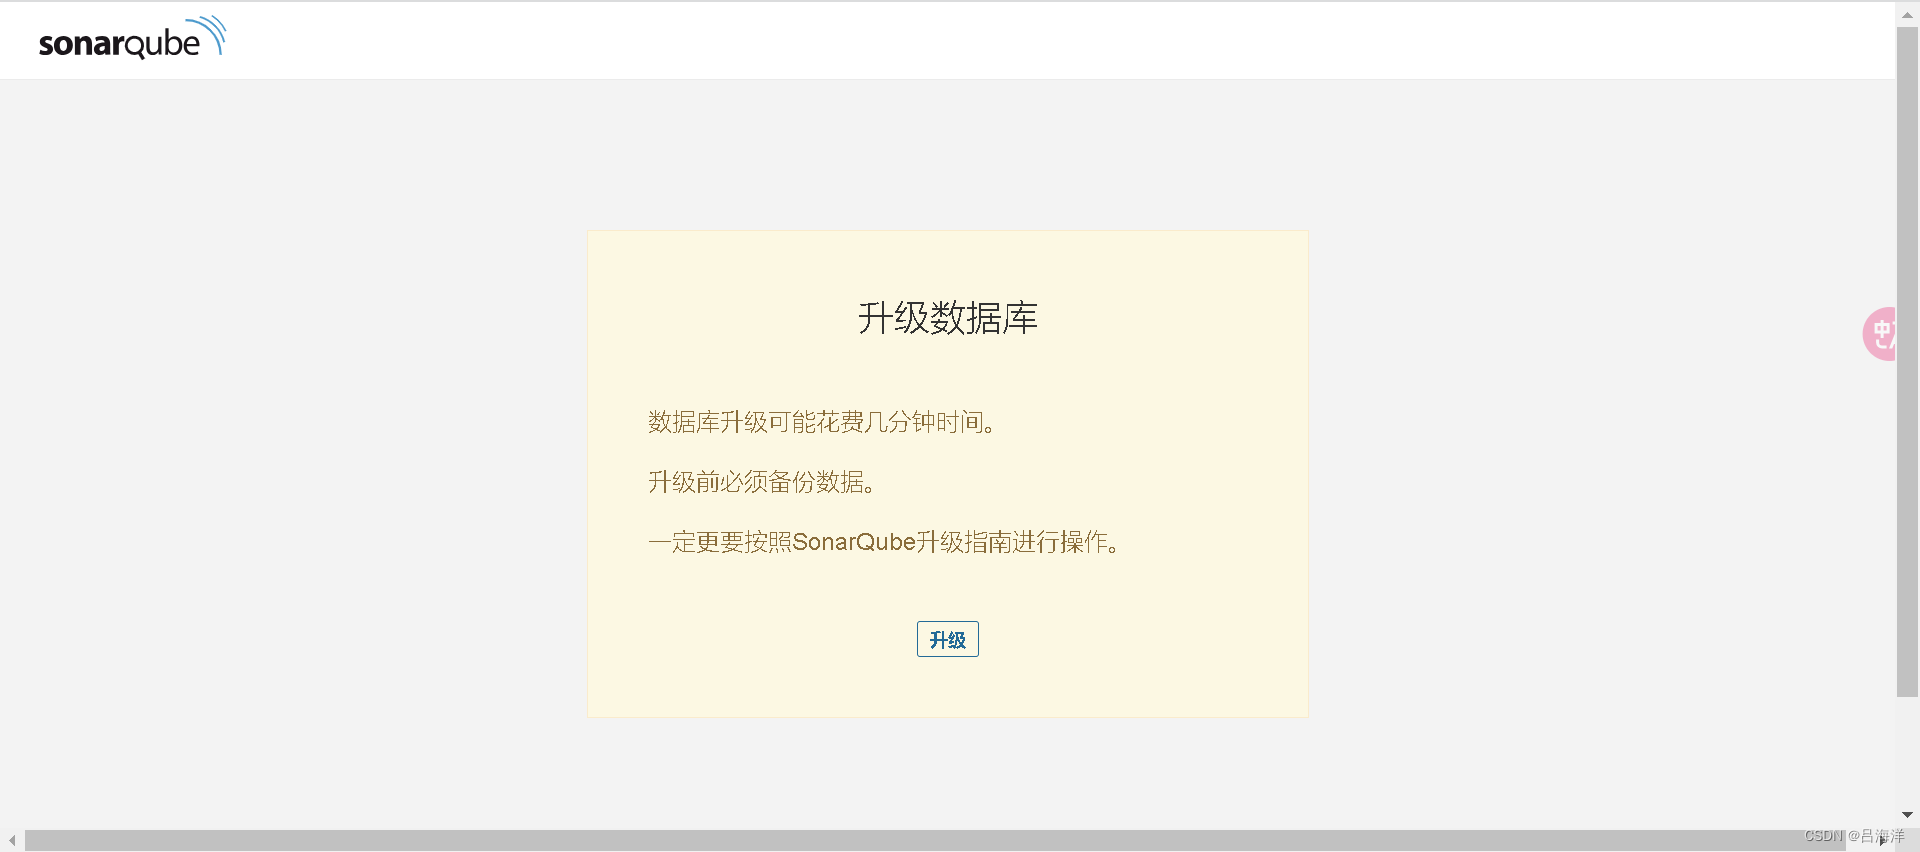 sonarqube
升级数据库
数据库升级可能花费几分钟时间。
升级前必须备份数据。
一定更要按照SonarQube升级指南进行操作。
升级
中
CSDN @吕海洋